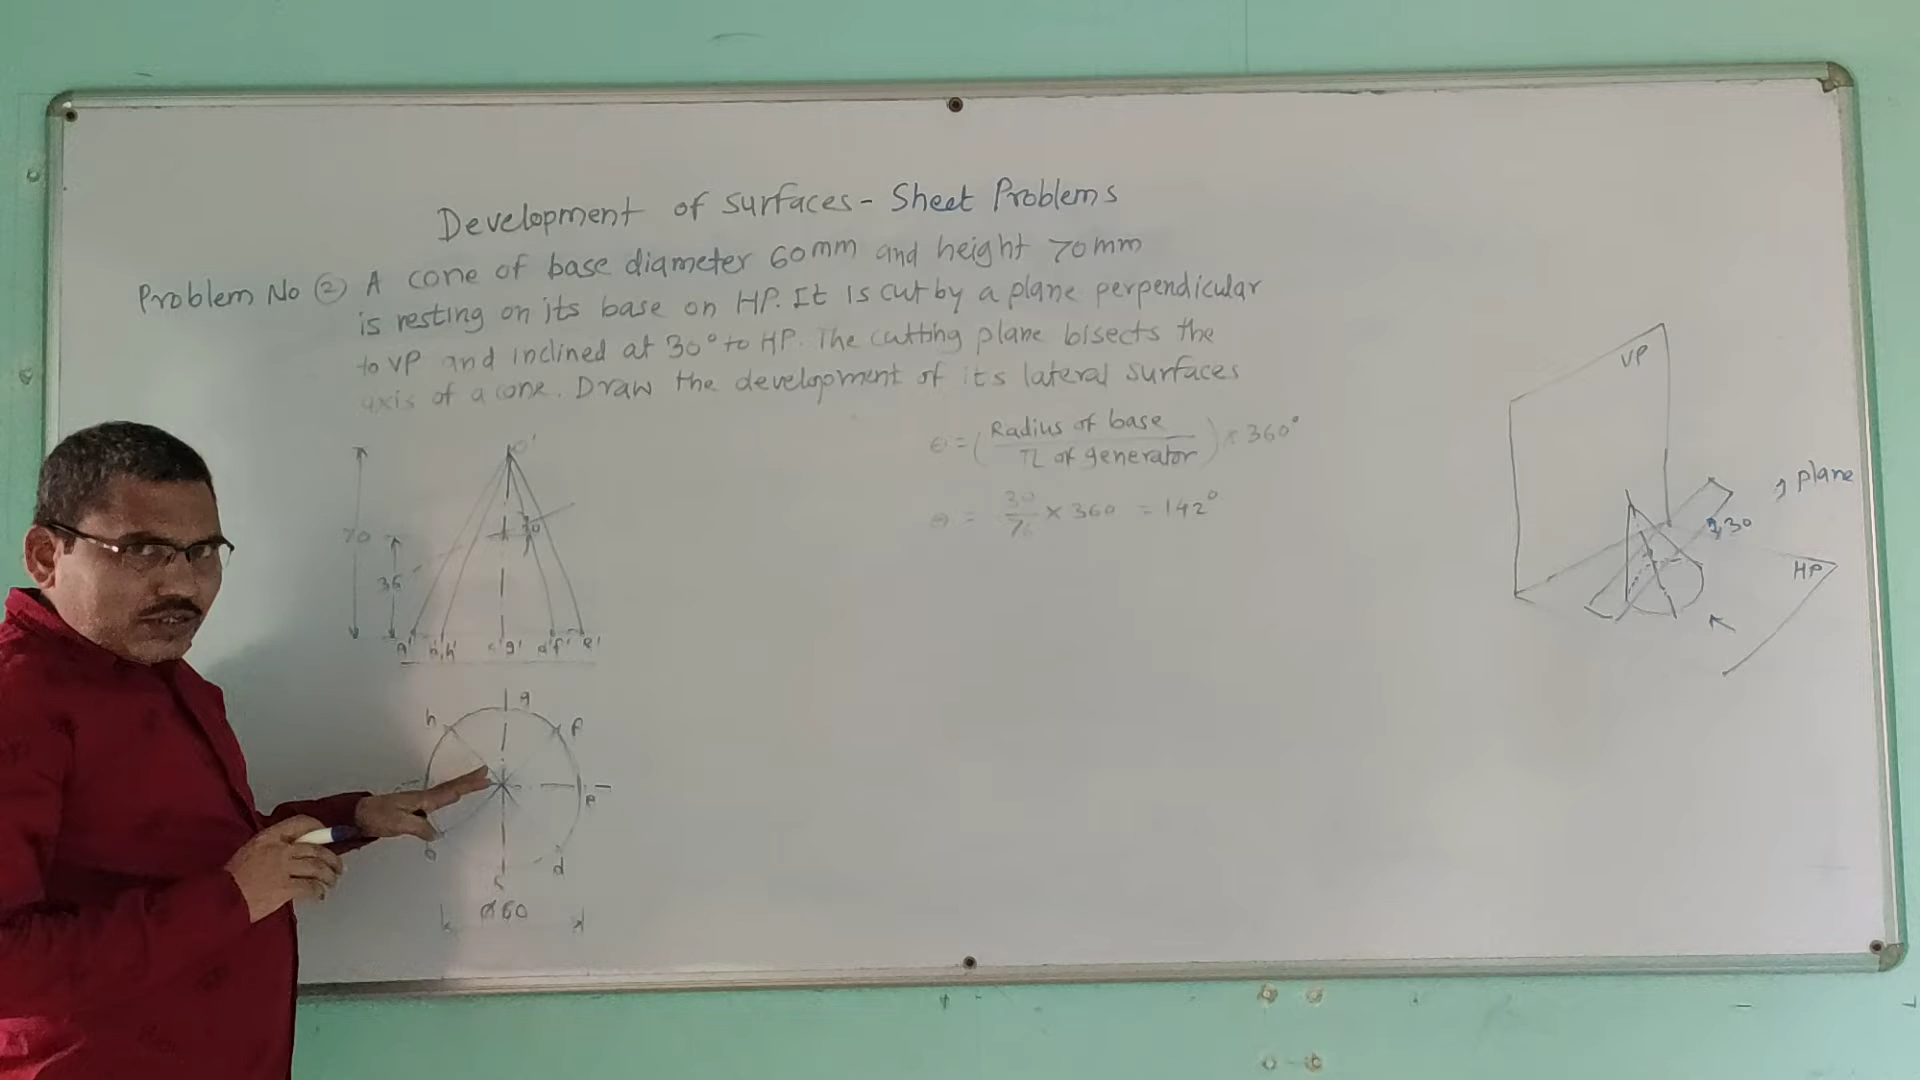 Development of surfaces - Sheet Problems
Problem No ② A cone of base diameter 60mm and height 70mm
is resting on its base on HP. It is cut by a plane perpendicular
to VP and inclined at 30° to HP. The cutting plane bisects the
axis of a cone. Draw the development of its lateral surfaces
θ = (Radius of base / TL of generator) × 360°
θ = 30/76 × 360 = 142°
o'
70
30
a' b'h' c'g' d'f' e'
h g f
e
b d
c
ø60
VP
plane
30
HP